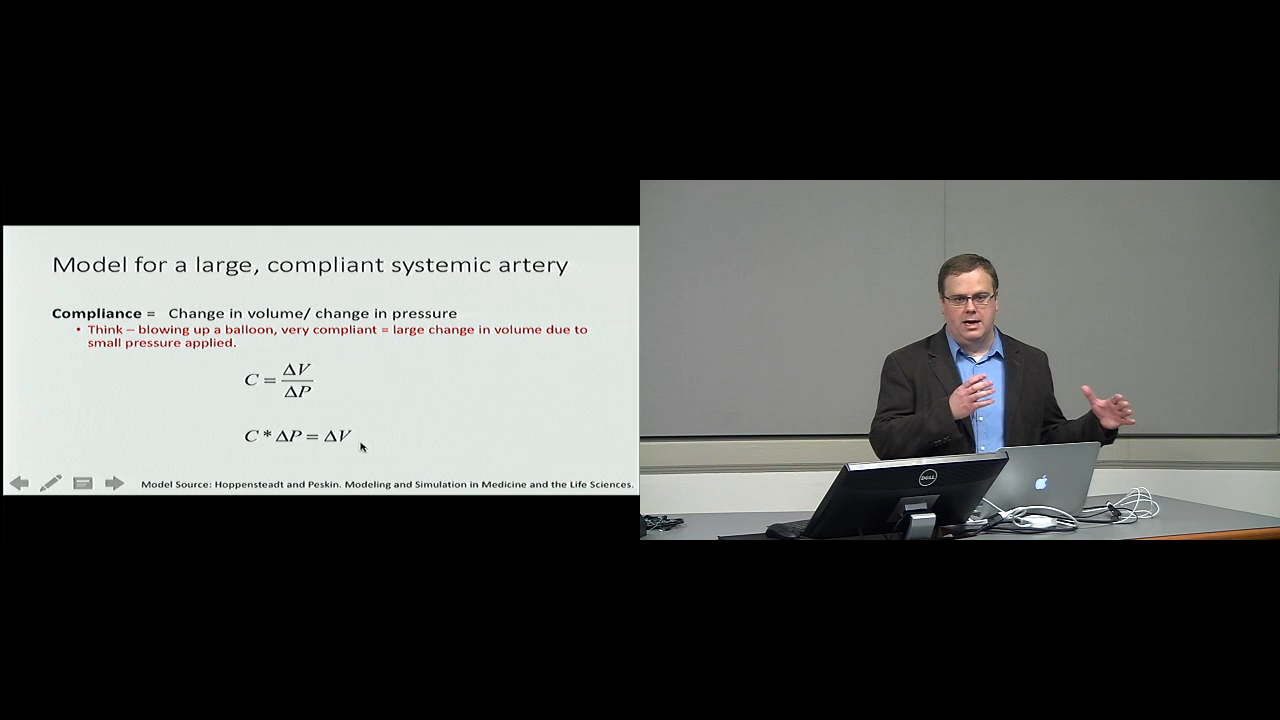 Model for a large, compliant systemic artery
Compliance = Change in volume/ change in pressure
• Think – blowing up a balloon, very compliant = large change in volume due to
small pressure applied.
C = ΔV / ΔP
C * ΔP = ΔV
Model Source: Hoppensteadt and Peskin. Modeling and Simulation in Medicine and the Life Sciences.
DELL